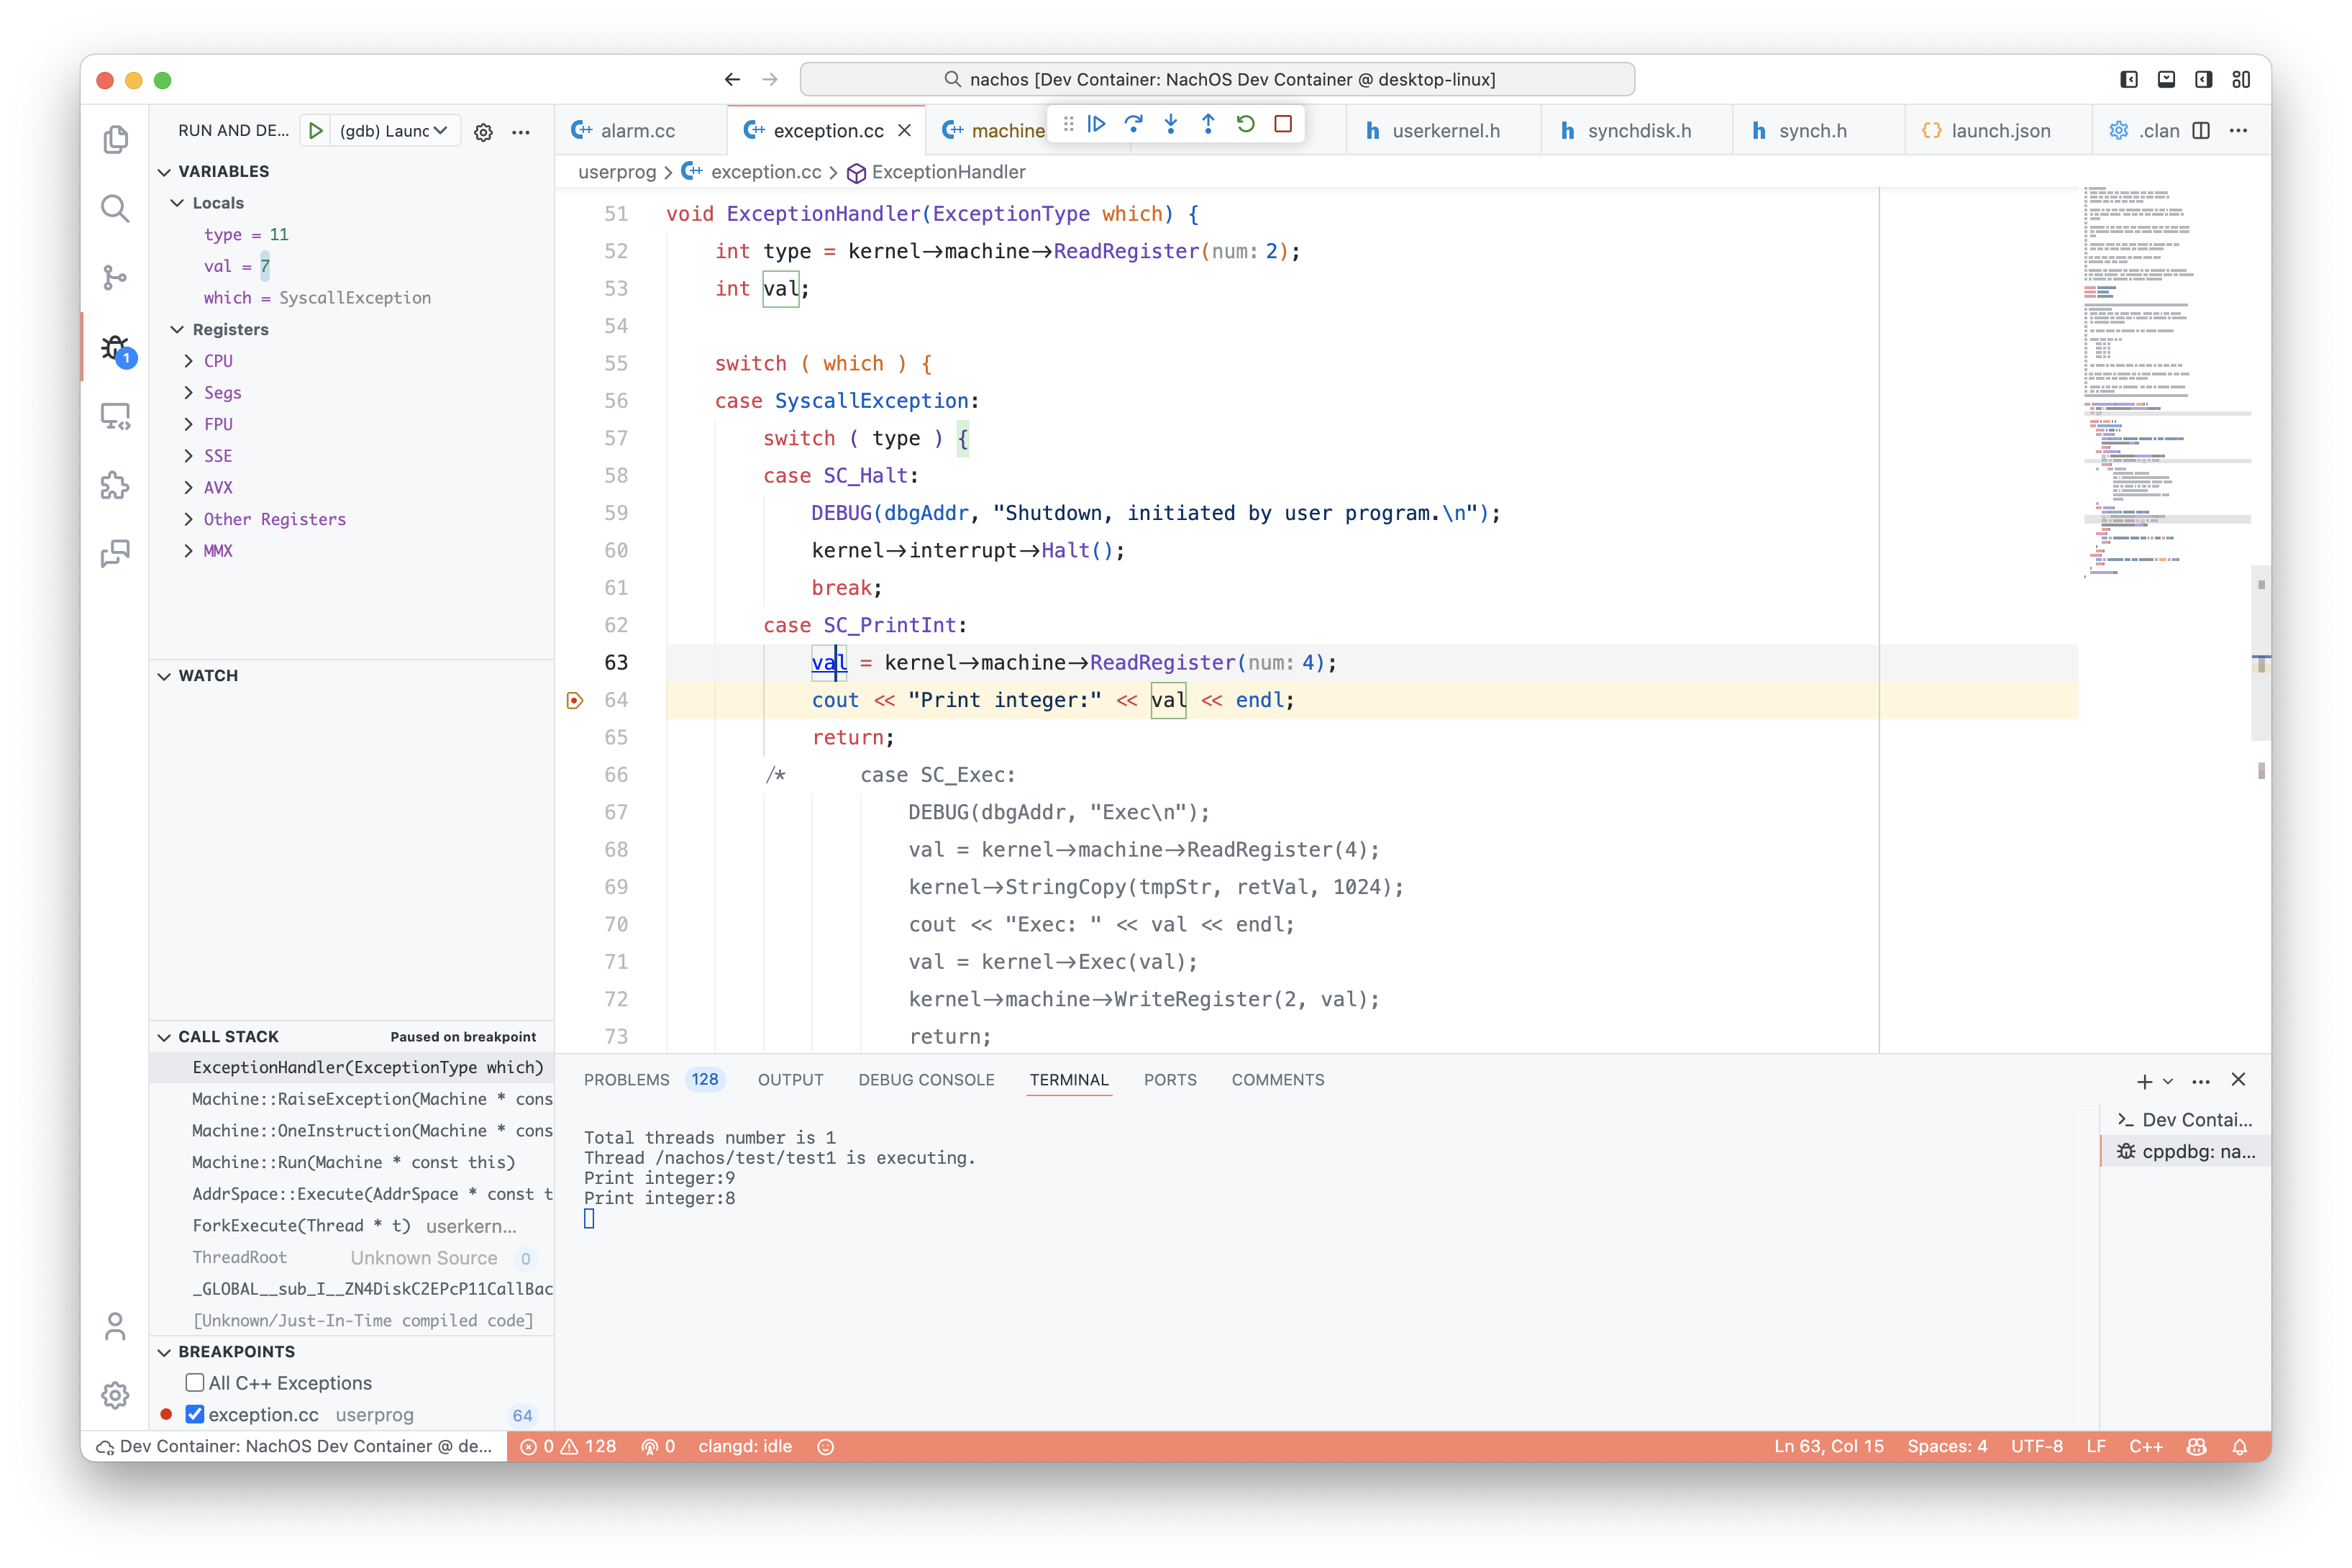 nachos [Dev Container: NachOS Dev Container @ desktop-linux]
RUN AND DE...
(gdb) Launc
alarm.cc
exception.cc
machine
userkernel.h
synchdisk.h
synch.h
launch.json
.clan
userprog > exception.cc > ExceptionHandler
VARIABLES
Locals
type = 11
val = 7
which = SyscallException
Registers
CPU
Segs
FPU
SSE
AVX
Other Registers
MMX
WATCH
CALL STACK Paused on breakpoint
ExceptionHandler(ExceptionType which)
Machine::RaiseException(Machine * cons
Machine::OneInstruction(Machine * cons
Machine::Run(Machine * const this)
AddrSpace::Execute(AddrSpace * const t
ForkExecute(Thread * t) userkern...
ThreadRoot Unknown Source 0
_GLOBAL__sub_I__ZN4DiskC2EPcP11CallBac
[Unknown/Just-In-Time compiled code]
BREAKPOINTS
All C++ Exceptions
exception.cc userprog 64
51 void ExceptionHandler(ExceptionType which) {
52 int type = kernel→machine→ReadRegister(num: 2);
53 int val;
54
55 switch ( which ) {
56 case SyscallException:
57 switch ( type ) {
58 case SC_Halt:
59 DEBUG(dbgAddr, "Shutdown, initiated by user program.\n");
60 kernel→interrupt→Halt();
61 break;
62 case SC_PrintInt:
63 val = kernel→machine→ReadRegister(num: 4);
64 cout << "Print integer:" << val << endl;
65 return;
66 /* case SC_Exec:
67 DEBUG(dbgAddr, "Exec\n");
68 val = kernel→machine→ReadRegister(4);
69 kernel→StringCopy(tmpStr, retVal, 1024);
70 cout << "Exec: " << val << endl;
71 val = kernel→Exec(val);
72 kernel→machine→WriteRegister(2, val);
73 return;
PROBLEMS 128 OUTPUT DEBUG CONSOLE TERMINAL PORTS COMMENTS
Total threads number is 1
Thread /nachos/test/test1 is executing.
Print integer:9
Print integer:8
Dev Contai...
cppdbg: na...
1
Dev Container: NachOS Dev Container @ de... 0 128 0 clangd: idle Ln 63, Col 15 Spaces: 4 UTF-8 LF C++